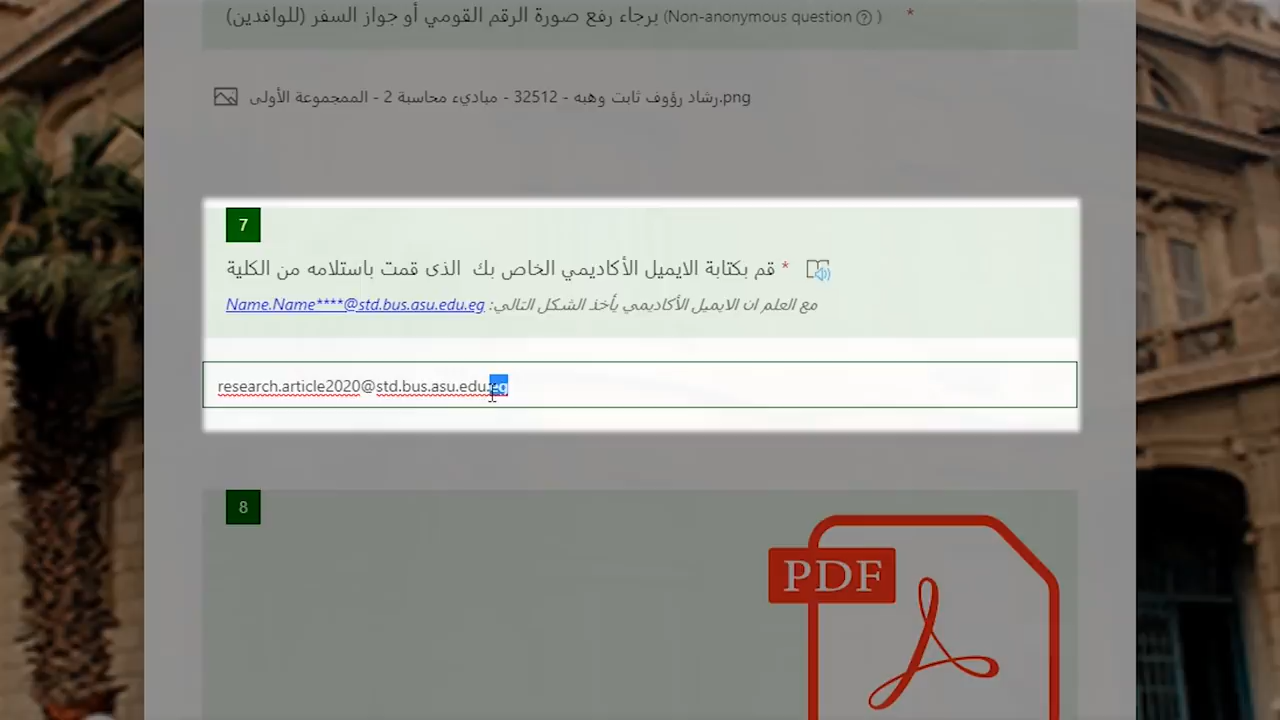 برجاء رفع صورة الرقم القومي أو جواز السفر (للوافدين) (Non-anonymous question ) *
رشاد رؤوف ثابت وهبه - 32512 - مباديء محاسبة 2 - الممجموعة الأولى.png
7
* قم بكتابة الايميل الأكاديمي الخاص بك الذى قمت باستلامه من الكلية
مع العلم ان الايميل الأكاديمي يأخذ الشكل التالي: Name.Name****@std.bus.asu.edu.eg
research.article2020@std.bus.asu.edu.eg
8
PDF